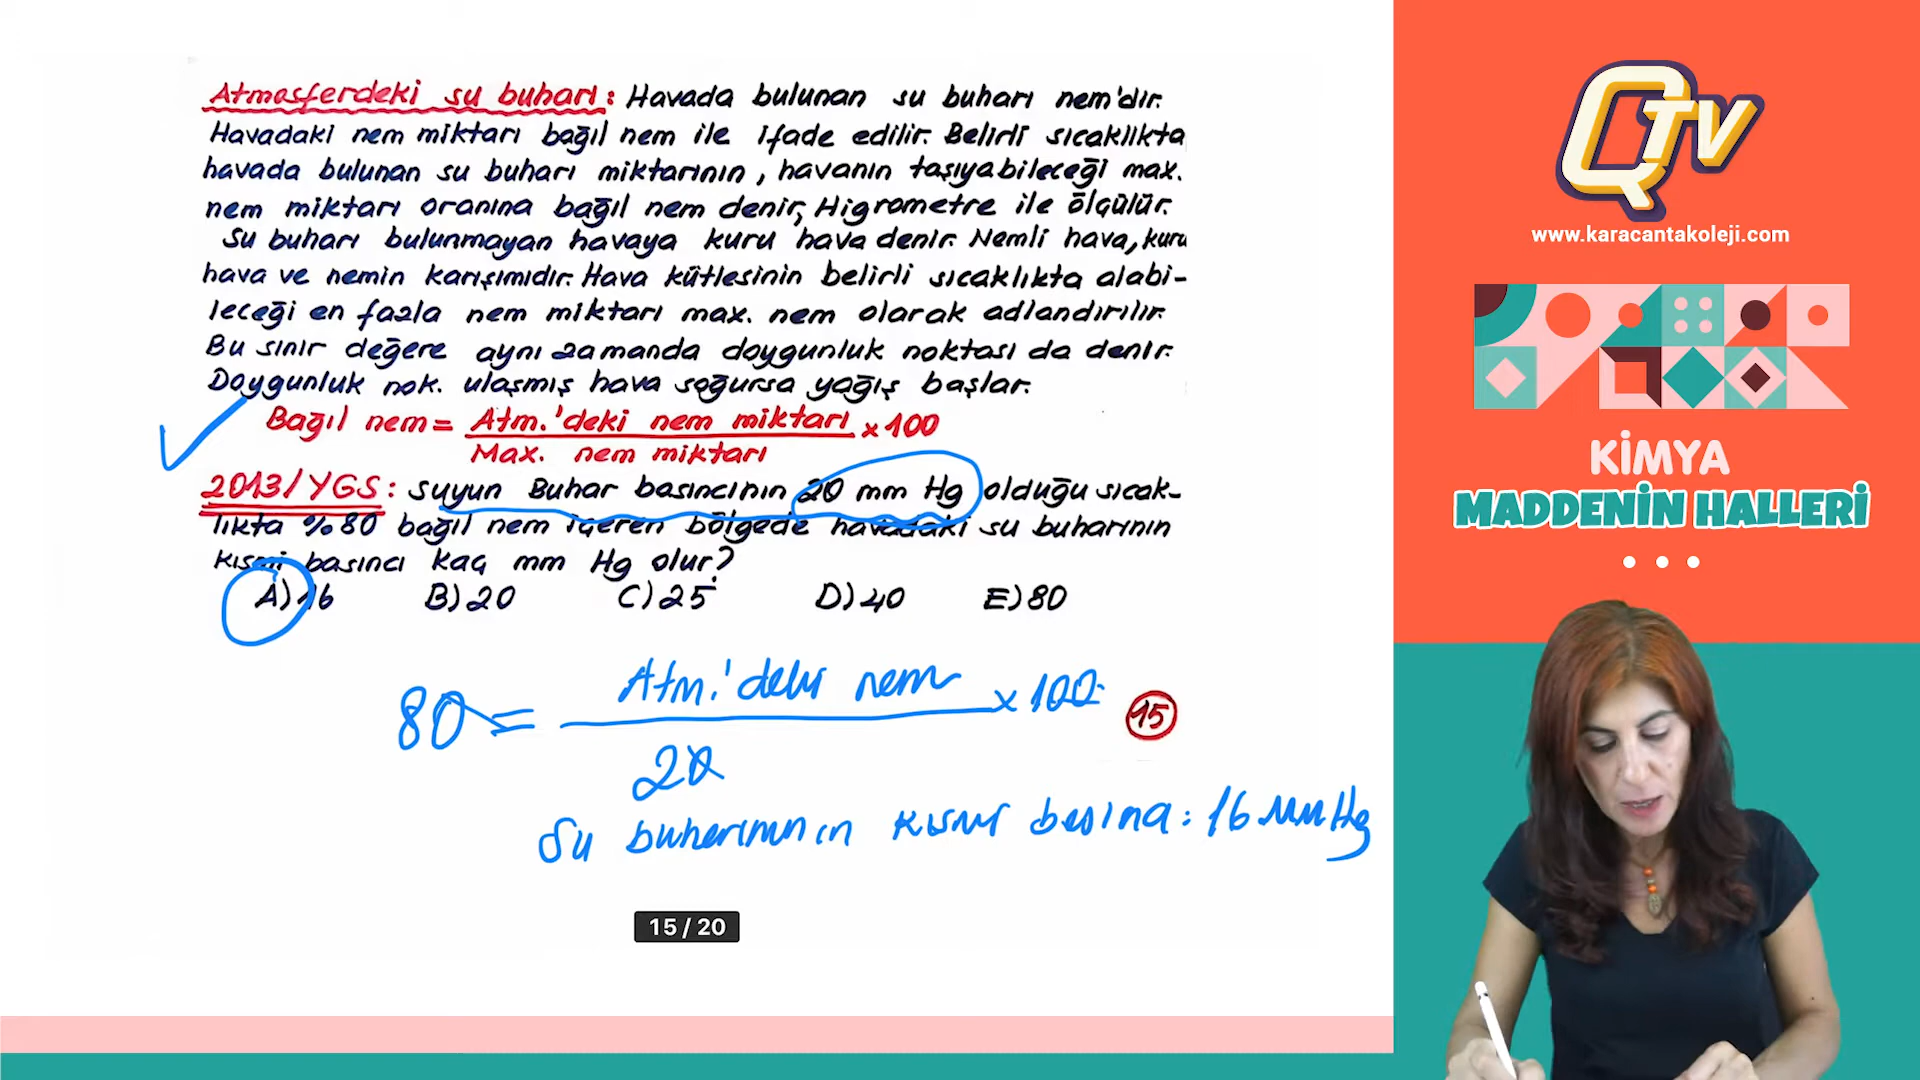 Atmosferdeki su buharı: Havada bulunan su buharı nem'dir.
Havadaki nem miktarı bağıl nem ile ifade edilir. Belirli sıcaklıkta
havada bulunan su buharı miktarının, havanın taşıyabileceği max.
nem miktarı oranına bağıl nem denir, Higrometre ile ölçülür.
Su buharı bulunmayan havaya kuru hava denir. Nemli hava, kuru
hava ve nemin karışımıdır. Hava kütlesinin belirli sıcaklıkta alabi-
leceği en fazla nem miktarı max. nem olarak adlandırılır.
Bu sınır değere aynı zamanda doygunluk noktası da denir.
Doygunluk nok. ulaşmış hava soğursa yağış başlar.
Bağıl nem = Atm.'deki nem miktarı x 100
Max. nem miktarı
2013/YGS: Suyun Buhar basıncının 20 mm Hg olduğu sıcak-
lıkta %80 bağıl nem içeren bölgede havadaki su buharının
kısmi basıncı kaç mm Hg olur?
A) 16 B) 20 C) 25 D) 40 E) 80
80 = Atm.'deki nem x 100
20
15
Su buharının kısmi basıncı: 16 mmHg
15 / 20
QTV
www.karacantakoleji.com
KİMYA
MADDENİN HALLERİ